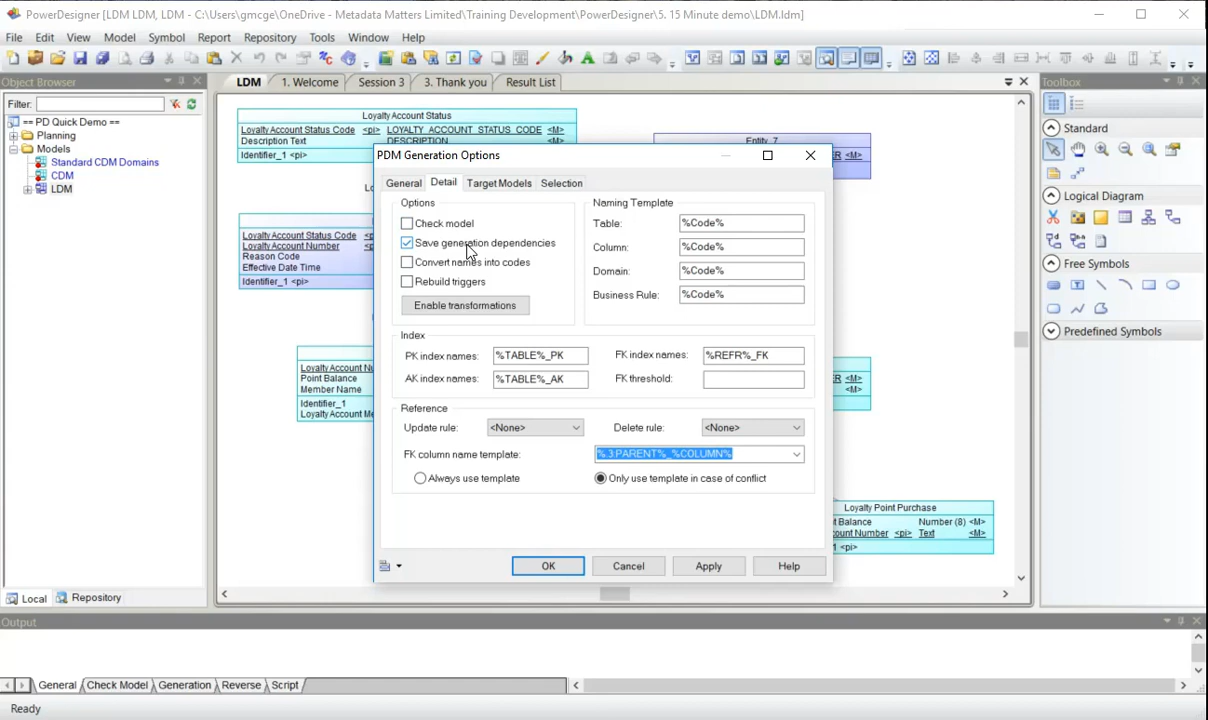 PowerDesigner [LDM LDM, LDM - C:\Users\gmcge\OneDrive - Metadata Matters Limited\Training Development\PowerDesigner\5. 15 Minute demo\LDM.ldm]
File Edit View Model Symbol Report Repository Tools Window Help
Object Browser
Filter:
== PD Quick Demo ==
Planning
Models
Standard CDM Domains
CDM
LDM
Local Repository
LDM 1. Welcome Session 3 3. Thank you Result List
Loyalty Account Status
Loyalty Account Status Code <pi> LOYALTY_ACCOUNT_STATUS_CODE <M>
Description Text DESCRIPTION <M>
Identifier_1 <pi>
Entity_7
R <M>
Loyalty Account Status Code
Loyalty Account Number
Reason Code
Effective Date Time
Identifier_1 <pi>
Point Balance
Member Name
Identifier_1
R <M>
<M>
Loyalty Point Purchase
t Balance Number (8) <M>
ount Number <pi> Text <M>
1 <pi>
PDM Generation Options
General Detail Target Models Selection
Options
Check model
Save generation dependencies
Convert names into codes
Rebuild triggers
Enable transformations
Naming Template
Table: %Code%
Column: %Code%
Domain: %Code%
Business Rule: %Code%
Index
PK index names: %TABLE%_PK FK index names: %REFR%_FK
AK index names: %TABLE%_AK FK threshold:
Reference
Update rule: <None> Delete rule: <None>
FK column name template: %.3:PARENT%_%COLUMN%
Always use template Only use template in case of conflict
OK Cancel Apply Help
Toolbox
Standard
Logical Diagram
Free Symbols
Predefined Symbols
Output
General Check Model Generation Reverse Script
Ready